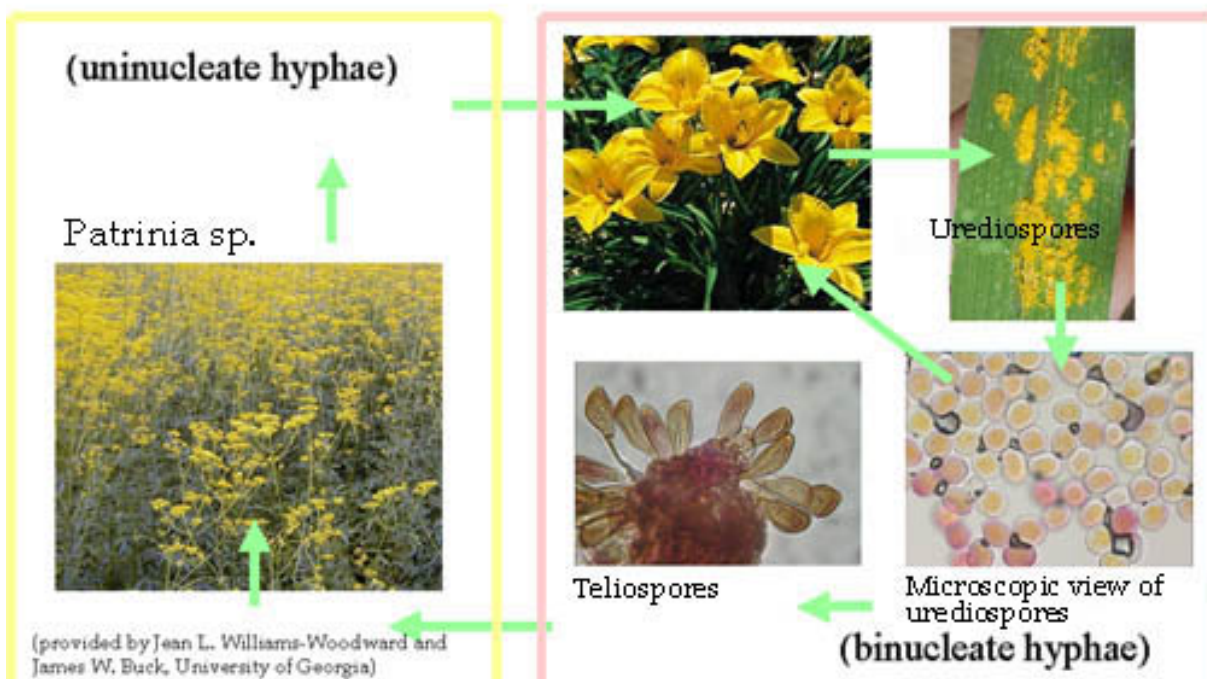 (uninucleate hyphae)
Patrinia sp.
(provided by Jean L. Williams-Woodward and
James W. Buck, University of Georgia)
Urediospores
Teliospores
Microscopic view of
urediospores
(binucleate hyphae)